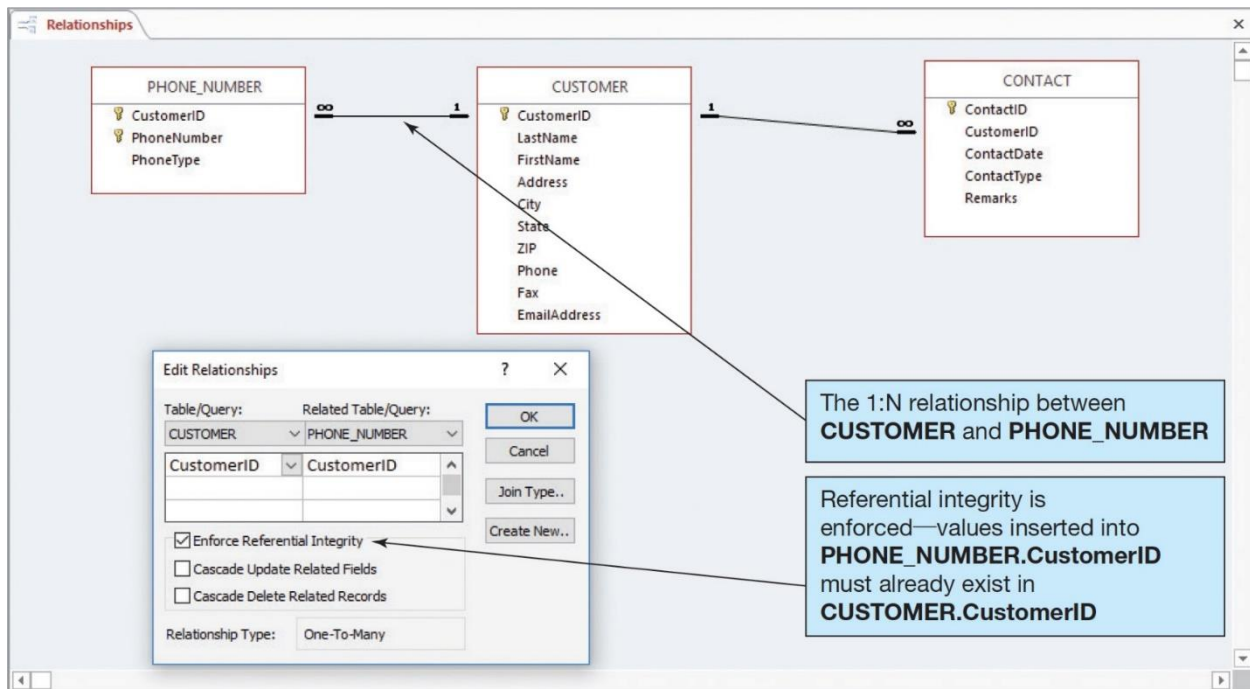 Relationships
PHONE_NUMBER
CustomerID
PhoneNumber
PhoneType
∞
1
CUSTOMER
CustomerID
LastName
FirstName
Address
City
State
ZIP
Phone
Fax
EmailAddress
1
∞
CONTACT
ContactID
CustomerID
ContactDate
ContactType
Remarks
Edit Relationships
?
Table/Query:
Related Table/Query:
CUSTOMER
PHONE_NUMBER
CustomerID
CustomerID
OK
Cancel
Join Type..
Create New..
Enforce Referential Integrity
Cascade Update Related Fields
Cascade Delete Related Records
Relationship Type:
One-To-Many
The 1:N relationship between
CUSTOMER and PHONE_NUMBER
Referential integrity is
enforced—values inserted into
PHONE_NUMBER.CustomerID
must already exist in
CUSTOMER.CustomerID